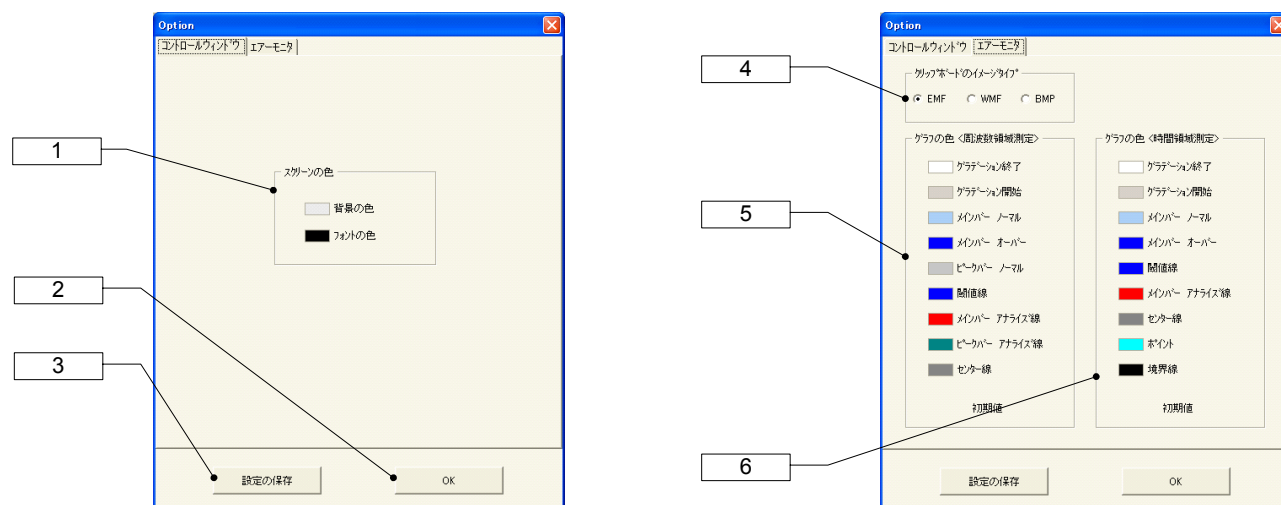 Option
コントロールウィンドウ エアーモニタ
1
スクリーンの色
背景の色
フォントの色
2
3
設定の保存 OK
Option
コントロールウィンドウ エアーモニタ
4
クリップボードのイメージタイプ
EMF WMF BMP
グラフの色 <周波数領域測定>
グラデーション終了
グラデーション開始
メインバー ノーマル
5
メインバー オーバー
ピークバー ノーマル
閾値線
メインバー アナライズ線
ピークバー アナライズ線
センター線
初期値
グラフの色 <時間領域測定>
グラデーション終了
グラデーション開始
メインバー ノーマル
メインバー オーバー
閾値線
メインバー アナライズ線
センター線
ポイント
境界線
初期値
6
設定の保存 OK